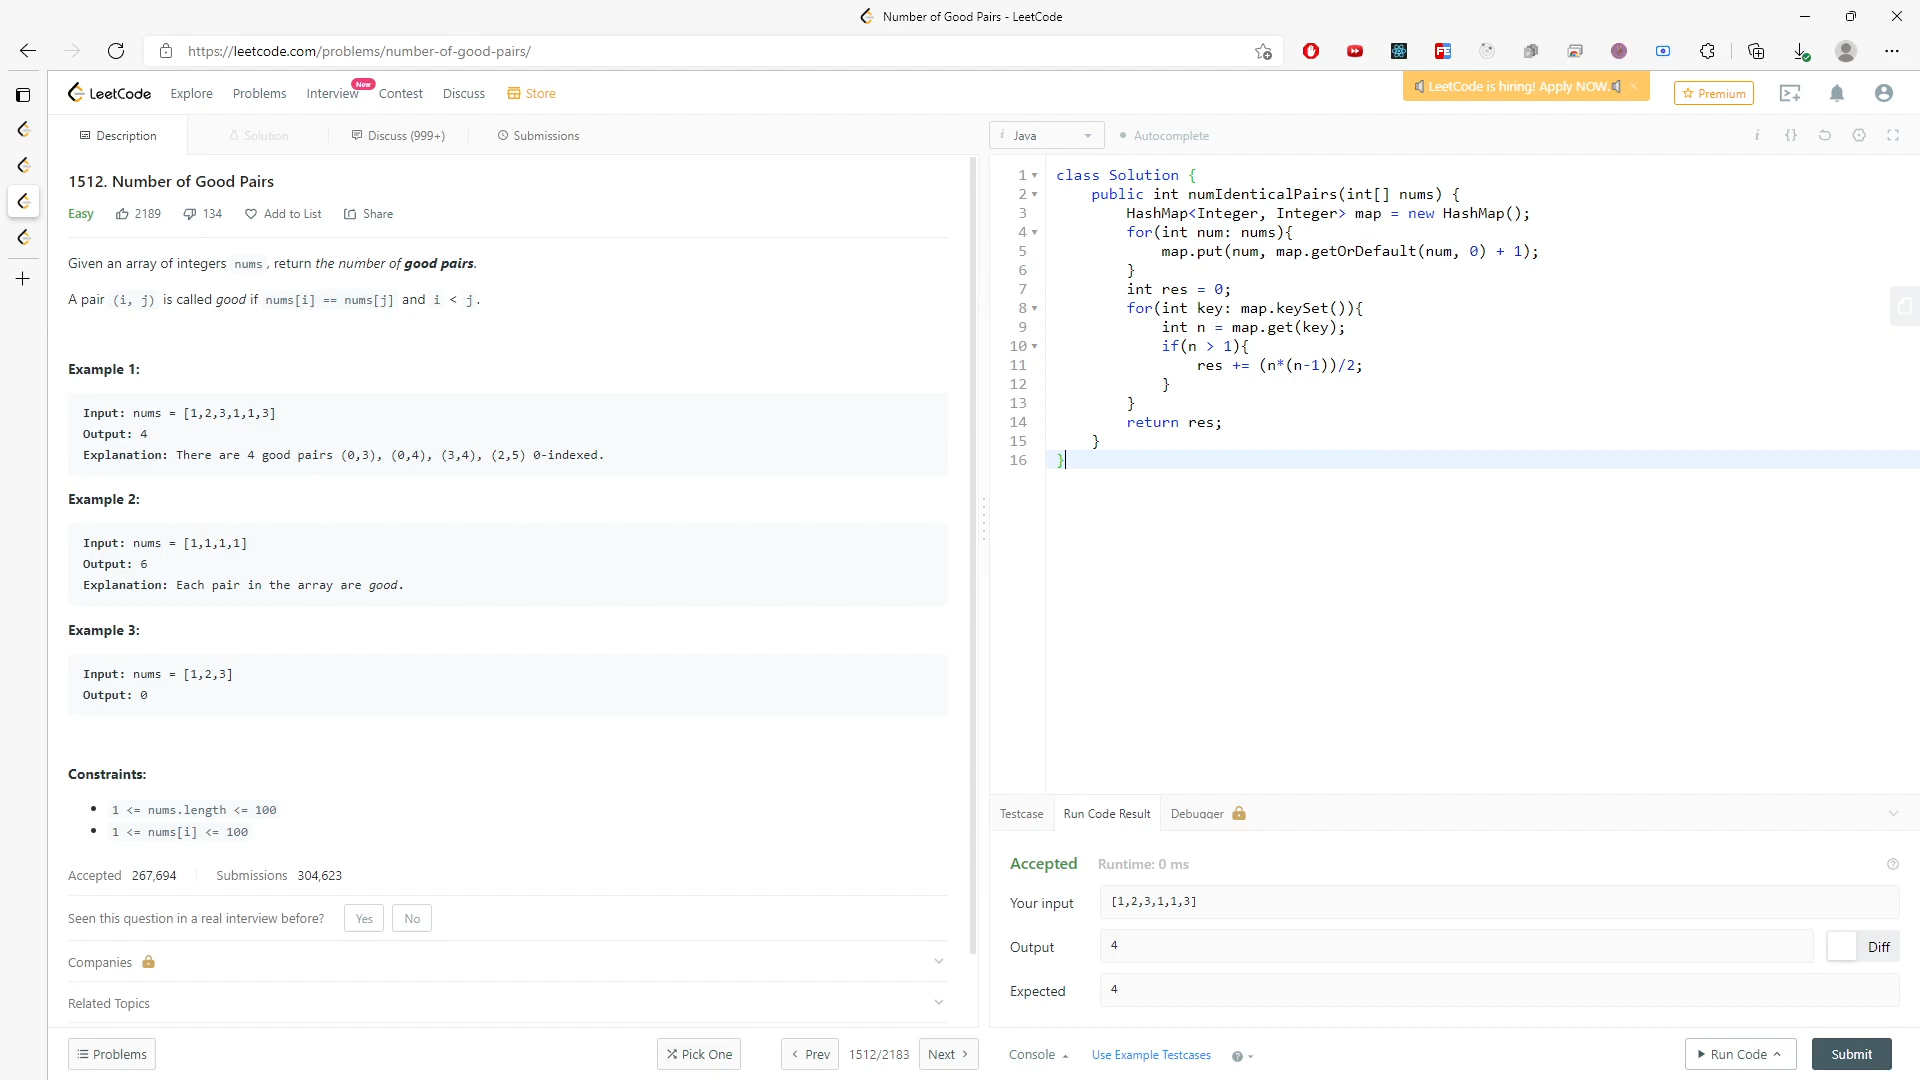 Number of Good Pairs - LeetCode
https://leetcode.com/problems/number-of-good-pairs/
LeetCode Explore Problems Interview New Contest Discuss Store
LeetCode is hiring! Apply NOW. ×
Premium
Description Solution Discuss (999+) Submissions
i Java Autocomplete
1512. Number of Good Pairs
Easy 2189 134 Add to List Share
Given an array of integers nums, return the number of good pairs.
A pair (i, j) is called good if nums[i] == nums[j] and i < j.
Example 1:
Input: nums = [1,2,3,1,1,3]
Output: 4
Explanation: There are 4 good pairs (0,3), (0,4), (3,4), (2,5) 0-indexed.
Example 2:
Input: nums = [1,1,1,1]
Output: 6
Explanation: Each pair in the array are good.
Example 3:
Input: nums = [1,2,3]
Output: 0
Constraints:
1 <= nums.length <= 100
1 <= nums[i] <= 100
Accepted 267,694 Submissions 304,623
Seen this question in a real interview before? Yes No
Companies
Related Topics
Problems Pick One Prev 1512/2183 Next
1 class Solution {
2 public int numIdenticalPairs(int[] nums) {
3 HashMap<Integer, Integer> map = new HashMap();
4 for(int num: nums){
5 map.put(num, map.getOrDefault(num, 0) + 1);
6 }
7 int res = 0;
8 for(int key: map.keySet()){
9 int n = map.get(key);
10 if(n > 1){
11 res += (n*(n-1))/2;
12 }
13 }
14 return res;
15 }
16 }
Testcase Run Code Result Debugger
Accepted Runtime: 0 ms
Your input [1,2,3,1,1,3]
Output 4 Diff
Expected 4
Console Use Example Testcases Run Code Submit